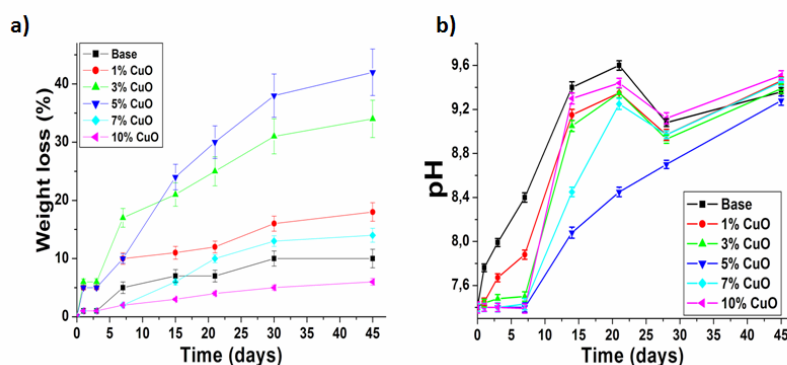 a)
Weight loss (%)
40
30
20
10
0
Base
1% CuO
3% CuO
5% CuO
7% CuO
10% CuO
0 5 10 15 20 25 30 35 40 45
Time (days)
b)
pH
9,6
9,2
8,8
8,4
8,0
7,6
Base
1% CuO
3% CuO
5% CuO
7% CuO
10% CuO
0 5 10 15 20 25 30 35 40 45
Time (days)